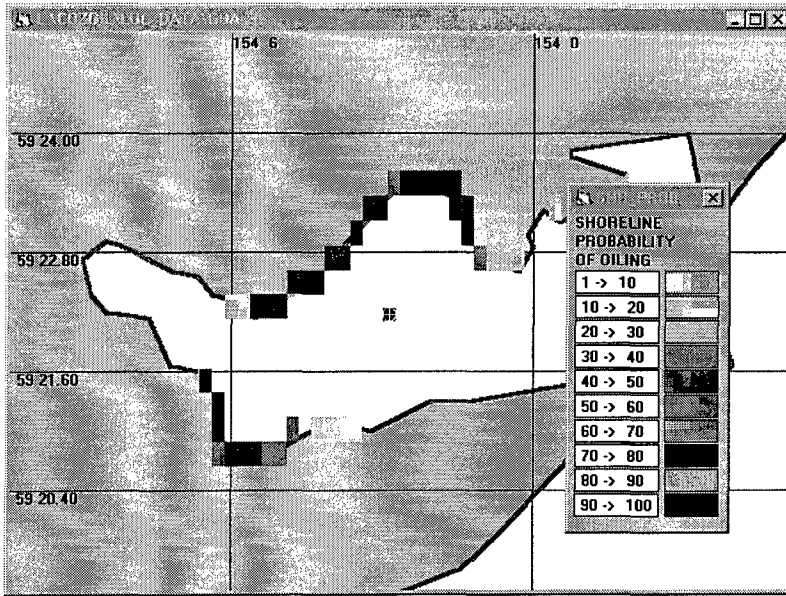 154 6
154 0
59 24.00
59 22.80
59 21.60
59 20.40
SHORELINE
PROBABILITY
OF OILING
1 -> 10
10 -> 20
20 -> 30
30 -> 40
40 -> 50
50 -> 60
60 -> 70
70 -> 80
80 -> 90
90 -> 100